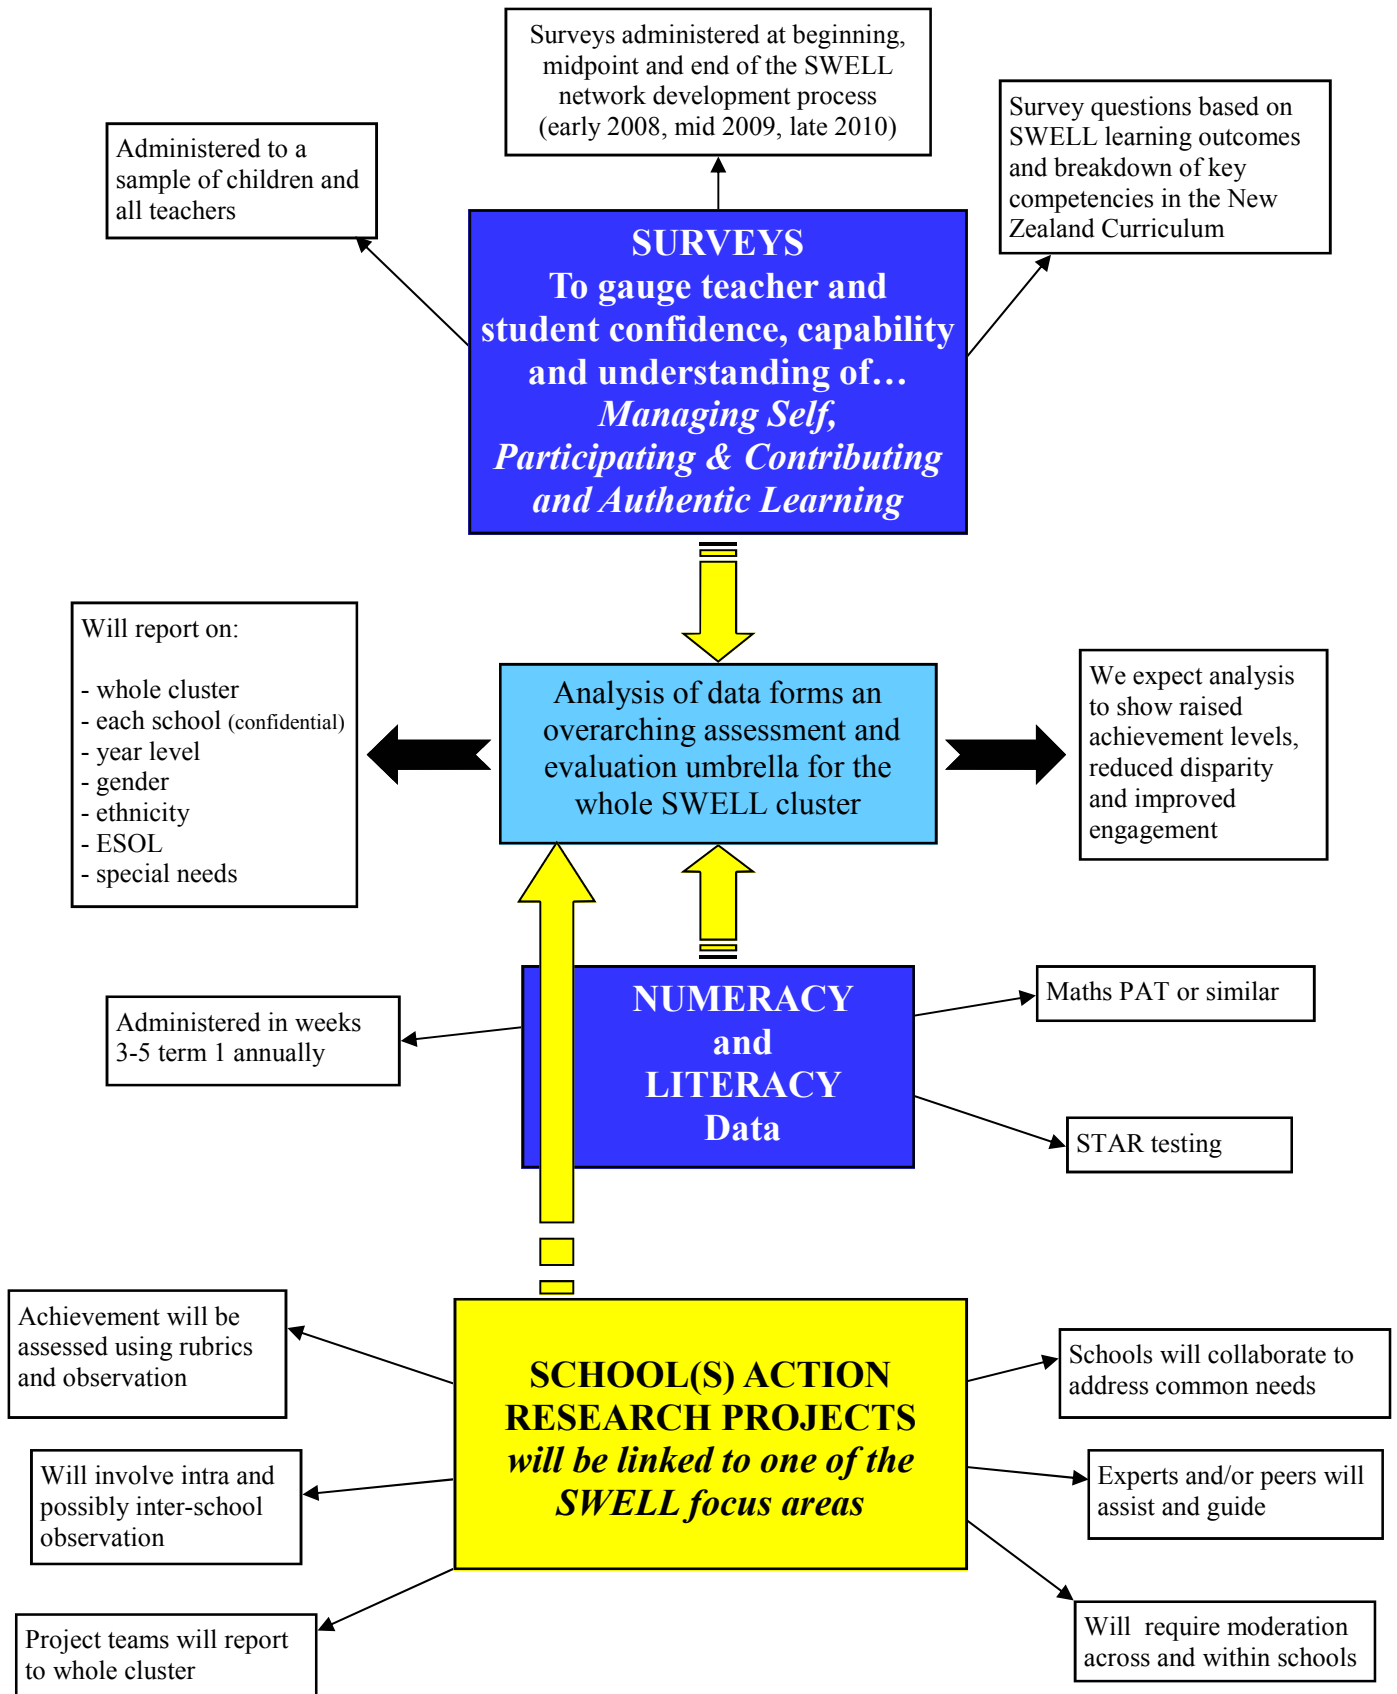 Surveys administered at beginning,
midpoint and end of the SWELL
network development process
(early 2008, mid 2009, late 2010)
Administered to a
sample of children and
all teachers
Survey questions based on
SWELL learning outcomes
and breakdown of key
competencies in the New
Zealand Curriculum
SURVEYS
To gauge teacher and
student confidence, capability
and understanding of…
Managing Self,
Participating & Contributing
and Authentic Learning
Will report on:
- whole cluster
- each school (confidential)
- year level
- gender
- ethnicity
- ESOL
- special needs
Analysis of data forms an
overarching assessment and
evaluation umbrella for the
whole SWELL cluster
We expect analysis
to show raised
achievement levels,
reduced disparity
and improved
engagement
Administered in weeks
3-5 term 1 annually
NUMERACY
and
LITERACY
Data
Maths PAT or similar
STAR testing
Achievement will be
assessed using rubrics
and observation
Will involve intra and
possibly inter-school
observation
Project teams will report
to whole cluster
SCHOOL(S) ACTION
RESEARCH PROJECTS
will be linked to one of the
SWELL focus areas
Schools will collaborate to
address common needs
Experts and/or peers will
assist and guide
Will  require moderation
across and within schools